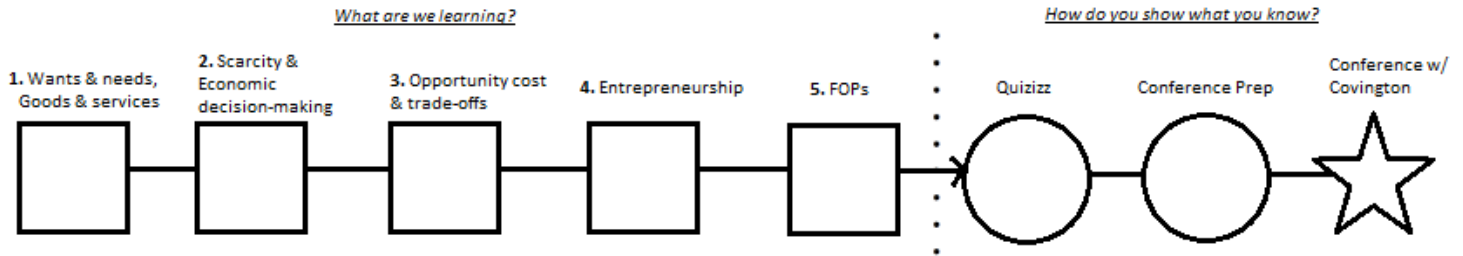 What are we learning?
How do you show what you know?
1. Wants & needs,
Goods & services
2. Scarcity &
Economic
decision-making
3. Opportunity cost
& trade-offs
4. Entrepreneurship
5. FOPs
Quizizz
Conference Prep
Conference w/
Covington